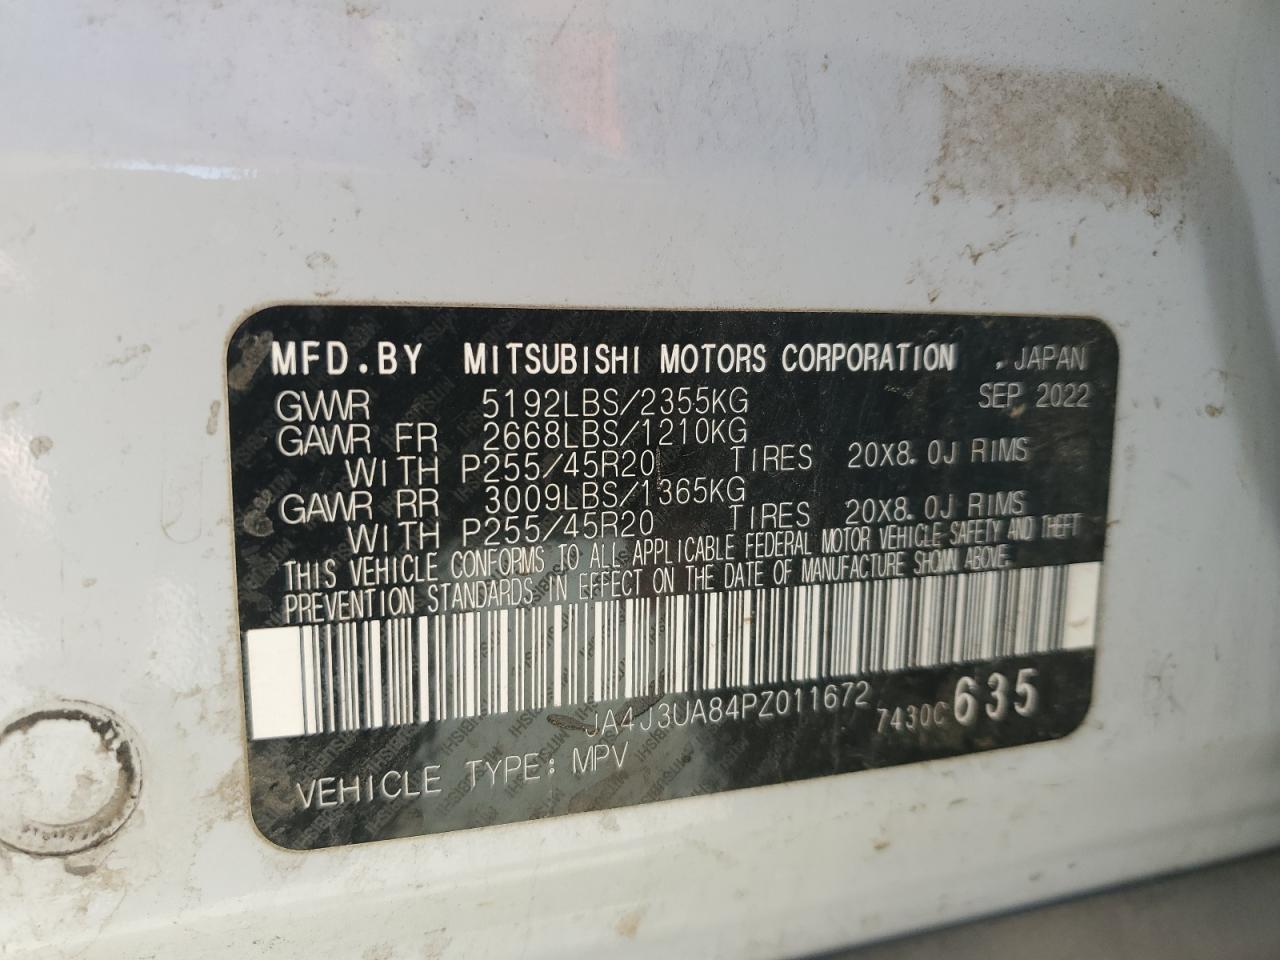 MFD.BY MITSUBISHI MOTORS CORPORATION . JAPAN
GVWR 5192LBS/2355KG SEP 2022
GAWR FR 2668LBS/1210KG
WITH P255/45R20 TIRES 20X8.0J RIMS
GAWR RR 3009LBS/1365KG
WITH P255/45R20 TIRES 20X8.0J RIMS
THIS VEHICLE CONFORMS TO ALL APPLICABLE FEDERAL MOTOR VEHICLE SAFETY AND THEFT
PREVENTION STANDARDS IN EFFECT ON THE DATE OF MANUFACTURE SHOWN ABOVE.
JA4J3UA84PZ011672 7430C 635
VEHICLE TYPE: MPV